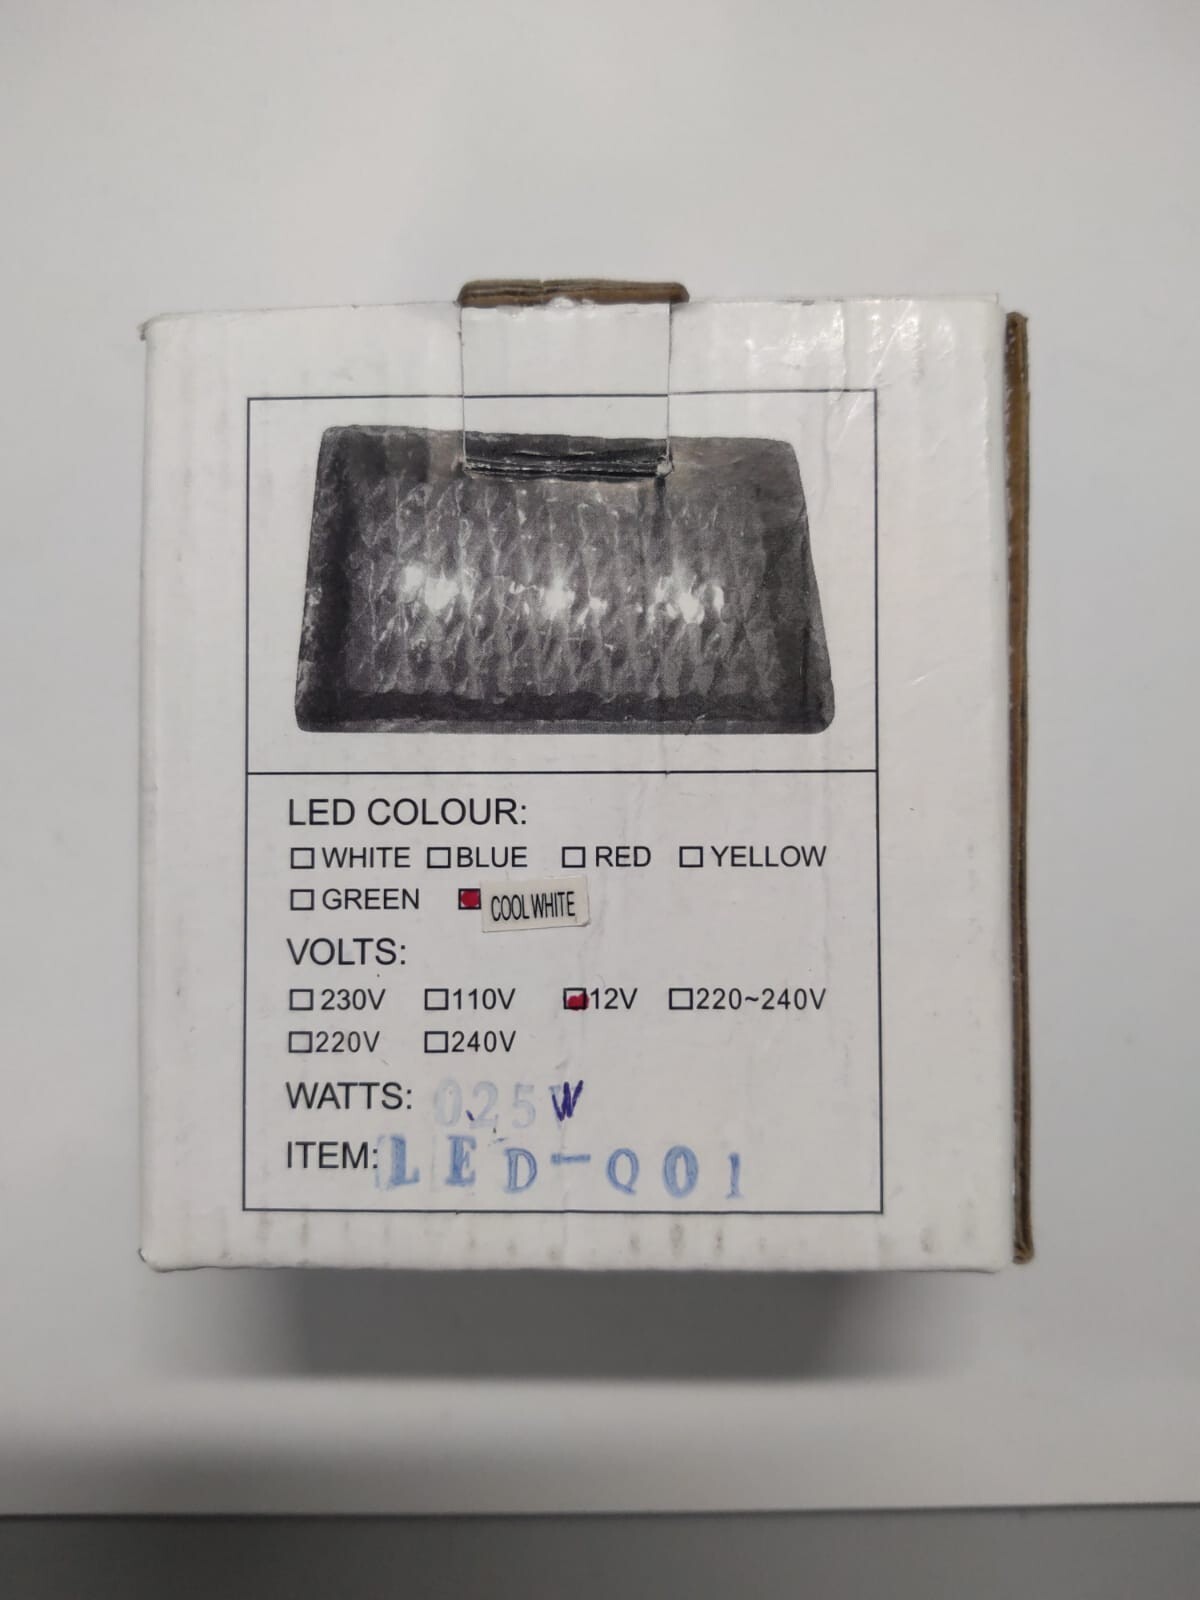 LED COLOUR:
☐ WHITE ☐ BLUE ☐ RED ☐ YELLOW
☐ GREEN ☒ COOL WHITE
VOLTS:
☐ 230V ☐ 110V ☒ 12V ☐ 220~240V
☐ 220V ☐ 240V
WATTS: 0.25W
ITEM: LED-Q01